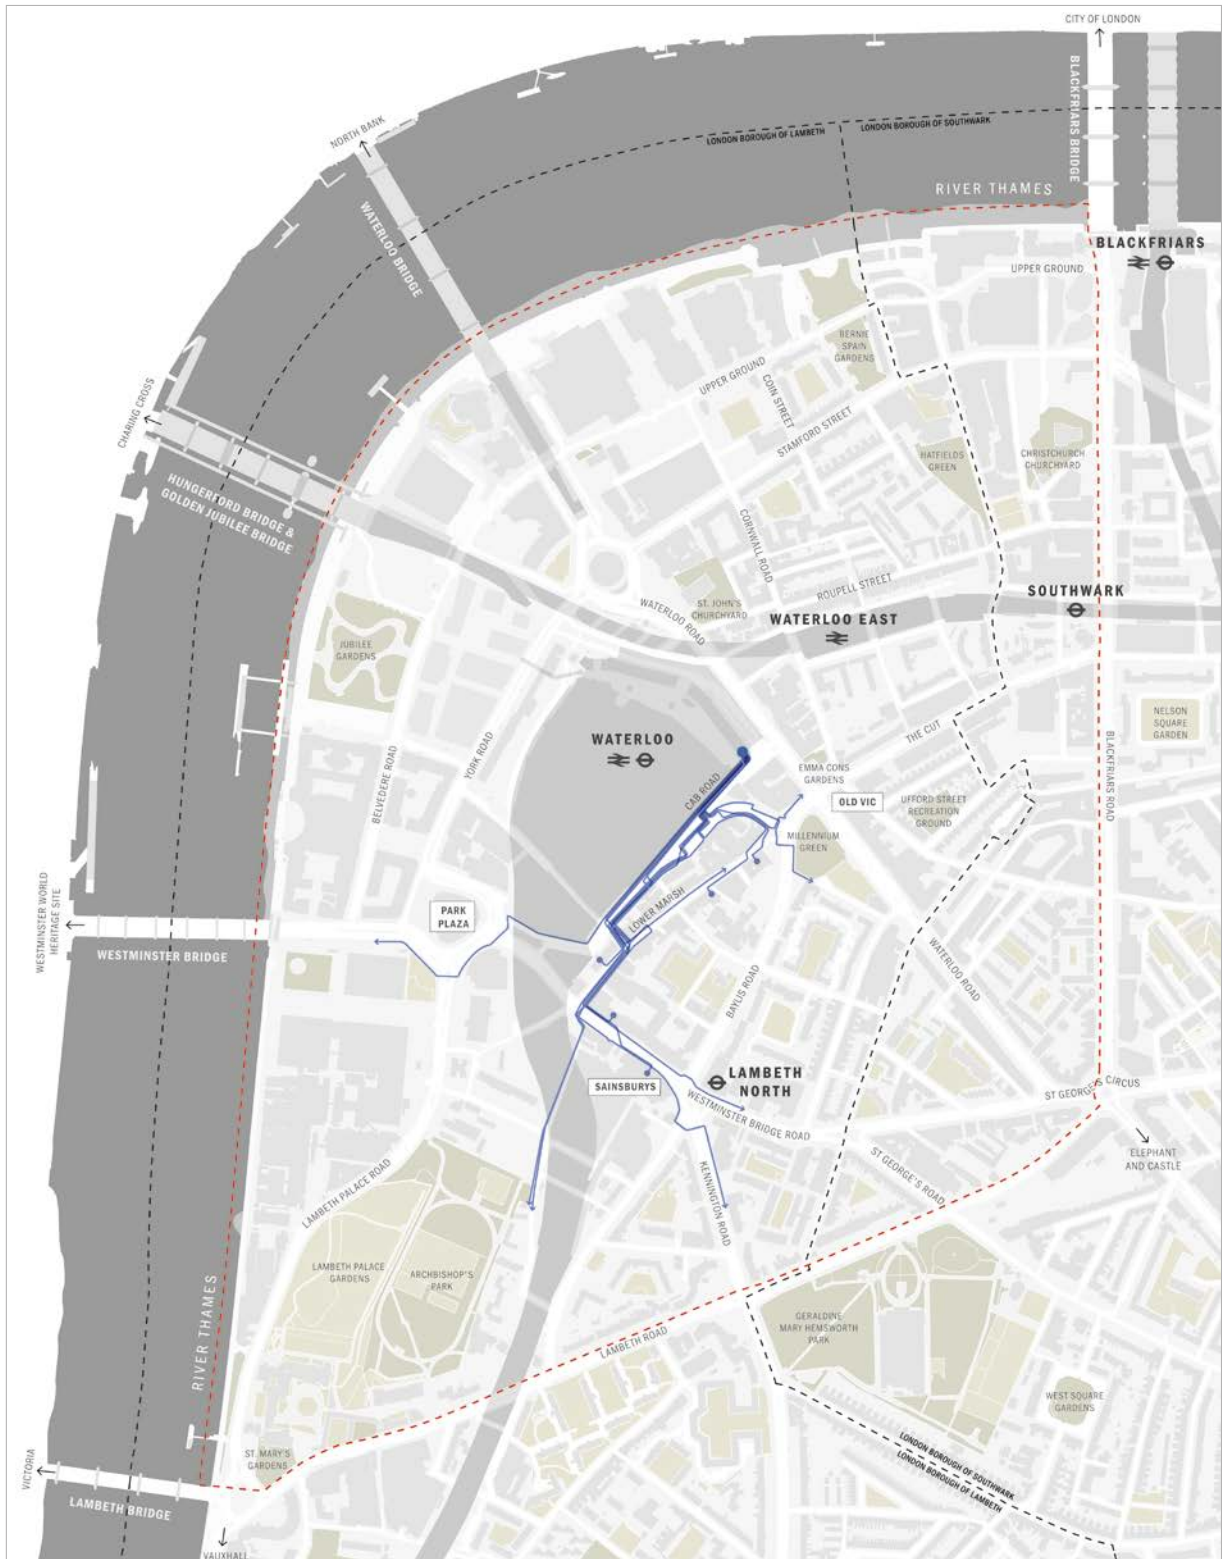 CITY OF LONDON
BLACKFRIARS BRIDGE
NORTH BANK
LONDON BOROUGH OF LAMBETH
LONDON BOROUGH OF SOUTHWARK
RIVER THAMES
WATERLOO BRIDGE
BLACKFRIARS
UPPER GROUND
BERNIE
SPAIN
GARDENS
UPPER GROUND
COIN STREET
STAMFORD STREET
CHARING CROSS
HATFIELDS
GREEN
CHRISTCHURCH
CHURCHYARD
HUNGERFORD BRIDGE &
GOLDEN JUBILEE BRIDGE
CORNWALL ROAD
ROUPELL STREET
SOUTHWARK
ST. JOHN'S
CHURCHYARD
WATERLOO ROAD
WATERLOO EAST
JUBILEE
GARDENS
NELSON
SQUARE
GARDEN
THE CUT
WATERLOO
YORK ROAD
BELVEDERE ROAD
CAB ROAD
EMMA CONS
GARDENS
BLACKFRIARS ROAD
OLD VIC
UFFORD STREET
RECREATION
GROUND
MILLENNIUM
GREEN
LOWER MARSH
PARK
PLAZA
WESTMINSTER WORLD
HERITAGE SITE
WESTMINSTER BRIDGE
WATERLOO ROAD
BAYLIS ROAD
LAMBETH
NORTH
SAINSBURYS
WESTMINSTER BRIDGE ROAD
ST GEORGE'S CIRCUS
ELEPHANT
AND CASTLE
ST GEORGE'S ROAD
KENNINGTON ROAD
LAMBETH PALACE ROAD
LAMBETH PALACE
GARDENS
ARCHBISHOP'S
PARK
RIVER THAMES
GERALDINE
MARY HEMSWORTH
PARK
LAMBETH ROAD
WEST SQUARE
GARDENS
LONDON BOROUGH OF SOUTHWARK
LONDON BOROUGH OF LAMBETH
ST. MARY'S
GARDENS
VICTORIA
LAMBETH BRIDGE
VAUXHALL